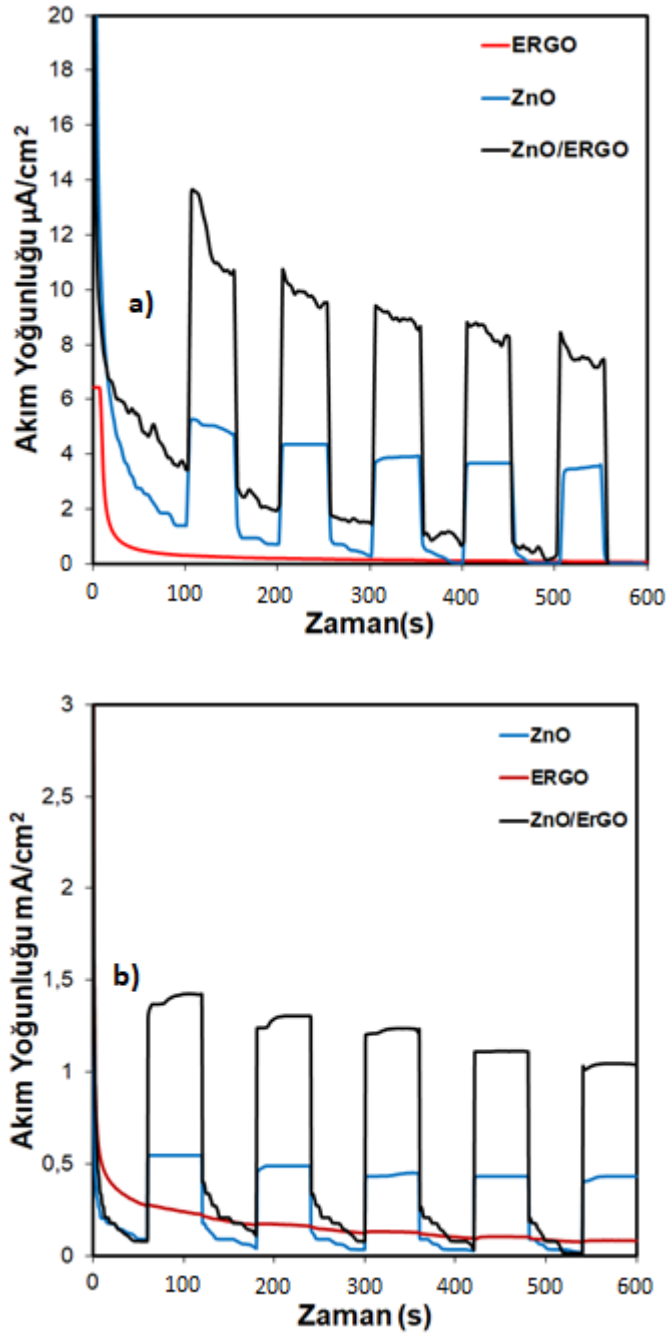 20
18
16
14
12
10
8
6
4
2
0
Akım Yoğunluğu µA/cm²
a)
ERGO
ZnO
ZnO/ERGO
0 100 200 300 400 500 600
Zaman(s)
3
2,5
2
1,5
1
0,5
0
Akım Yoğunluğu mA/cm²
b)
ZnO
ERGO
ZnO/ErGO
0 100 200 300 400 500 600
Zaman (s)